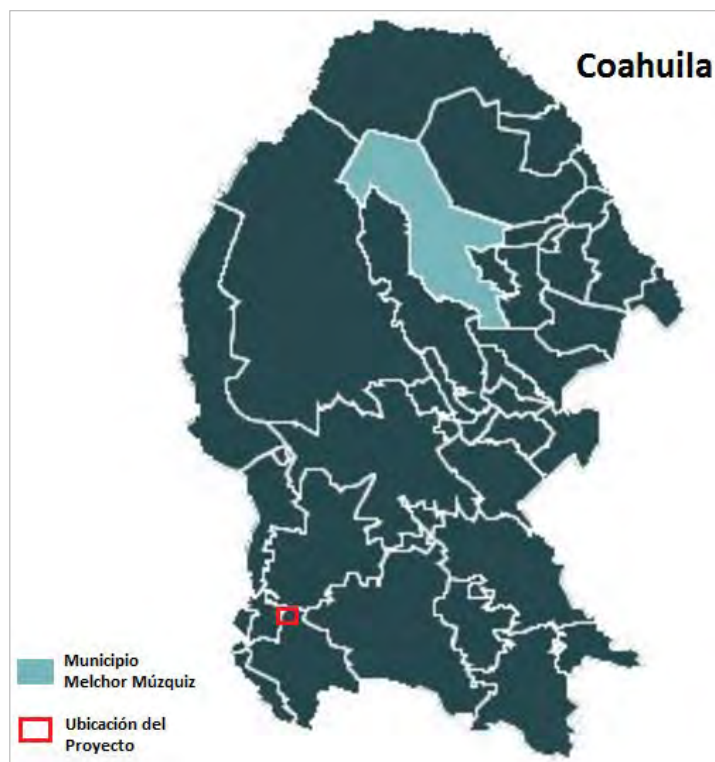 Coahuila
Municipio
Melchor Múzquiz
Ubicación del
Proyecto